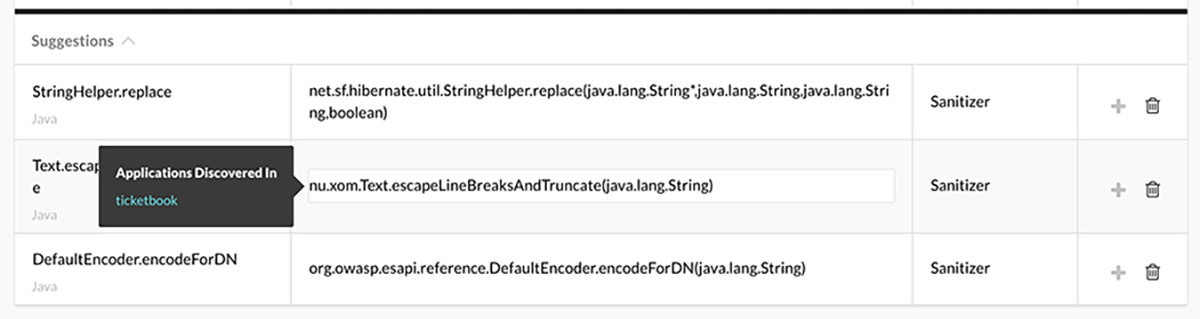 Suggestions
StringHelper.replace
Java
net.sf.hibernate.util.StringHelper.replace(java.lang.String*,java.lang.String,java.lang.Stri
ng,boolean)
Sanitizer
Text.escap
e
Java
Applications Discovered In
ticketbook
nu.xom.Text.escapeLineBreaksAndTruncate(java.lang.String)
Sanitizer
DefaultEncoder.encodeForDN
Java
org.owasp.esapi.reference.DefaultEncoder.encodeForDN(java.lang.String)
Sanitizer